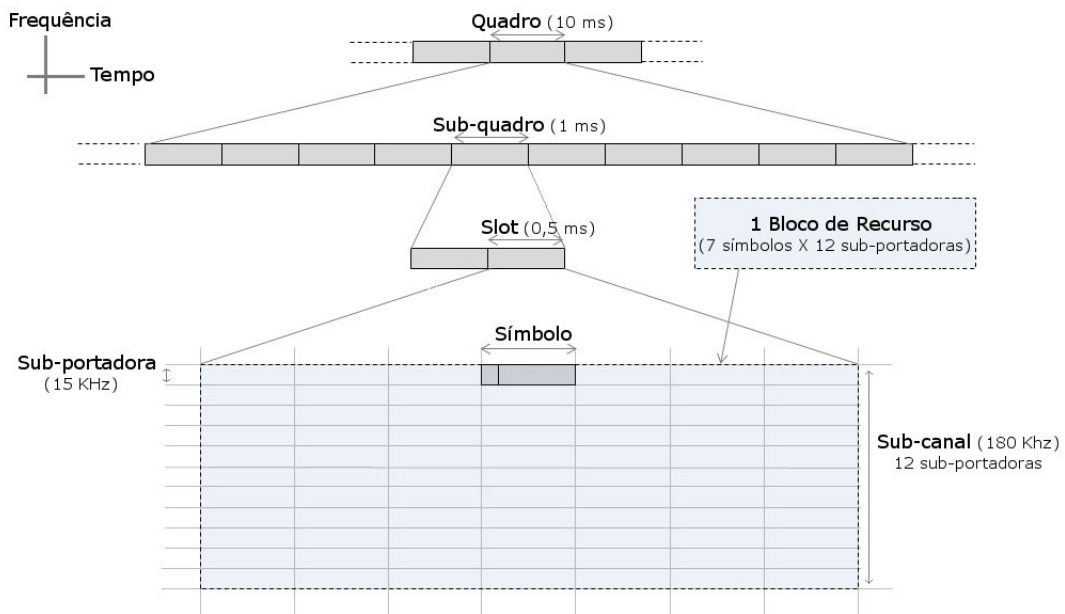 Frequência
Tempo
Quadro (10 ms)
Sub-quadro (1 ms)
Slot (0,5 ms)
1 Bloco de Recurso
(7 símbolos X 12 sub-portadoras)
Símbolo
Sub-portadora
(15 KHz)
Sub-canal (180 Khz)
12 sub-portadoras